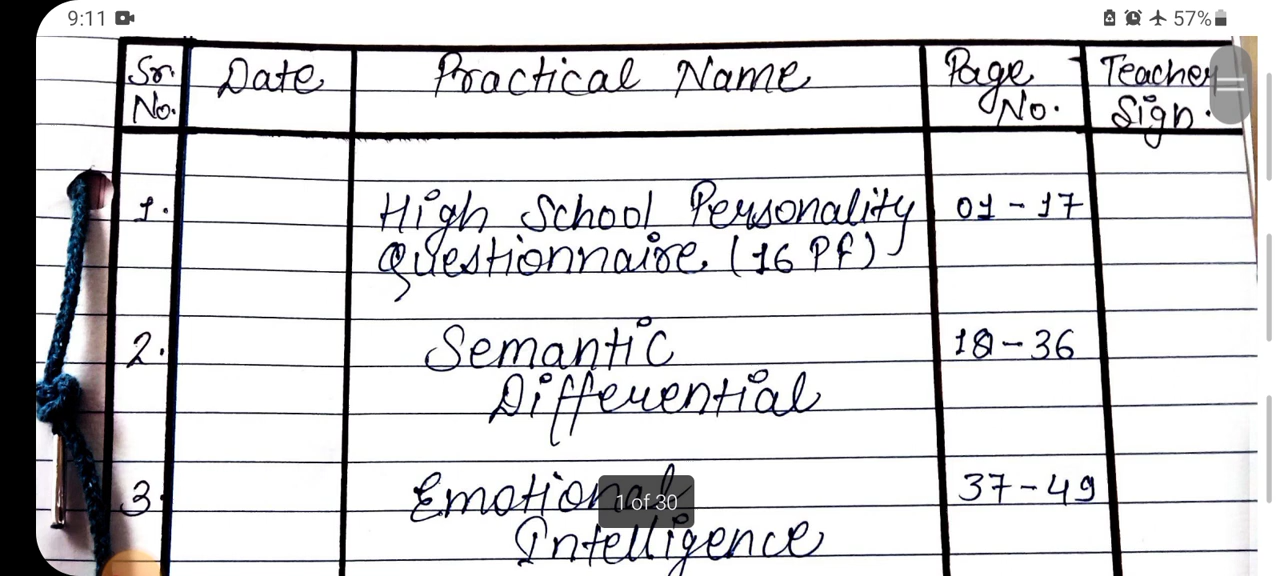 9:11
57%
Sr. No. Date Practical Name Page No. Teacher Sign.
1. High School Personality 01-17
Questionnaire (16 PF)
2. Semantic 18-36
Differential
3. Emotional 37-49
1 of 30
Intelligence